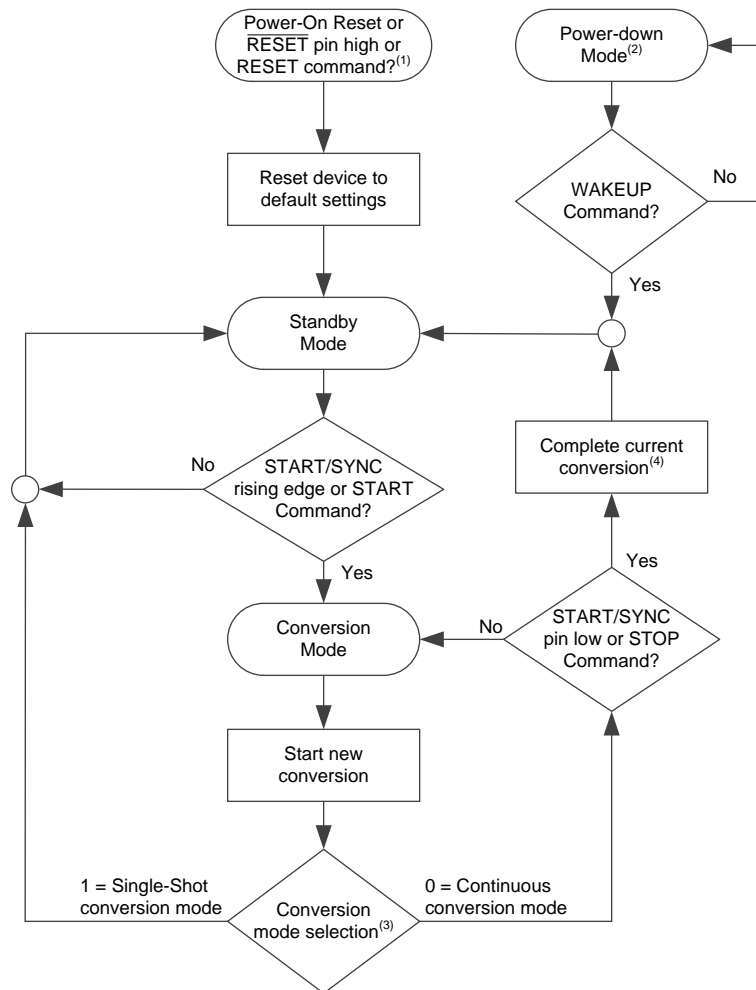 Power-On Reset or
RESET pin high or
RESET command?(1)
Power-down
Mode(2)
Reset device to
default settings
WAKEUP
Command?
No
Yes
Standby
Mode
START/SYNC
rising edge or START
Command?
No
Yes
Complete current
conversion(4)
Yes
START/SYNC
pin low or STOP
Command?
No
Conversion
Mode
Start new
conversion
1 = Single-Shot
conversion mode
0 = Continuous
conversion mode
Conversion
mode selection(3)